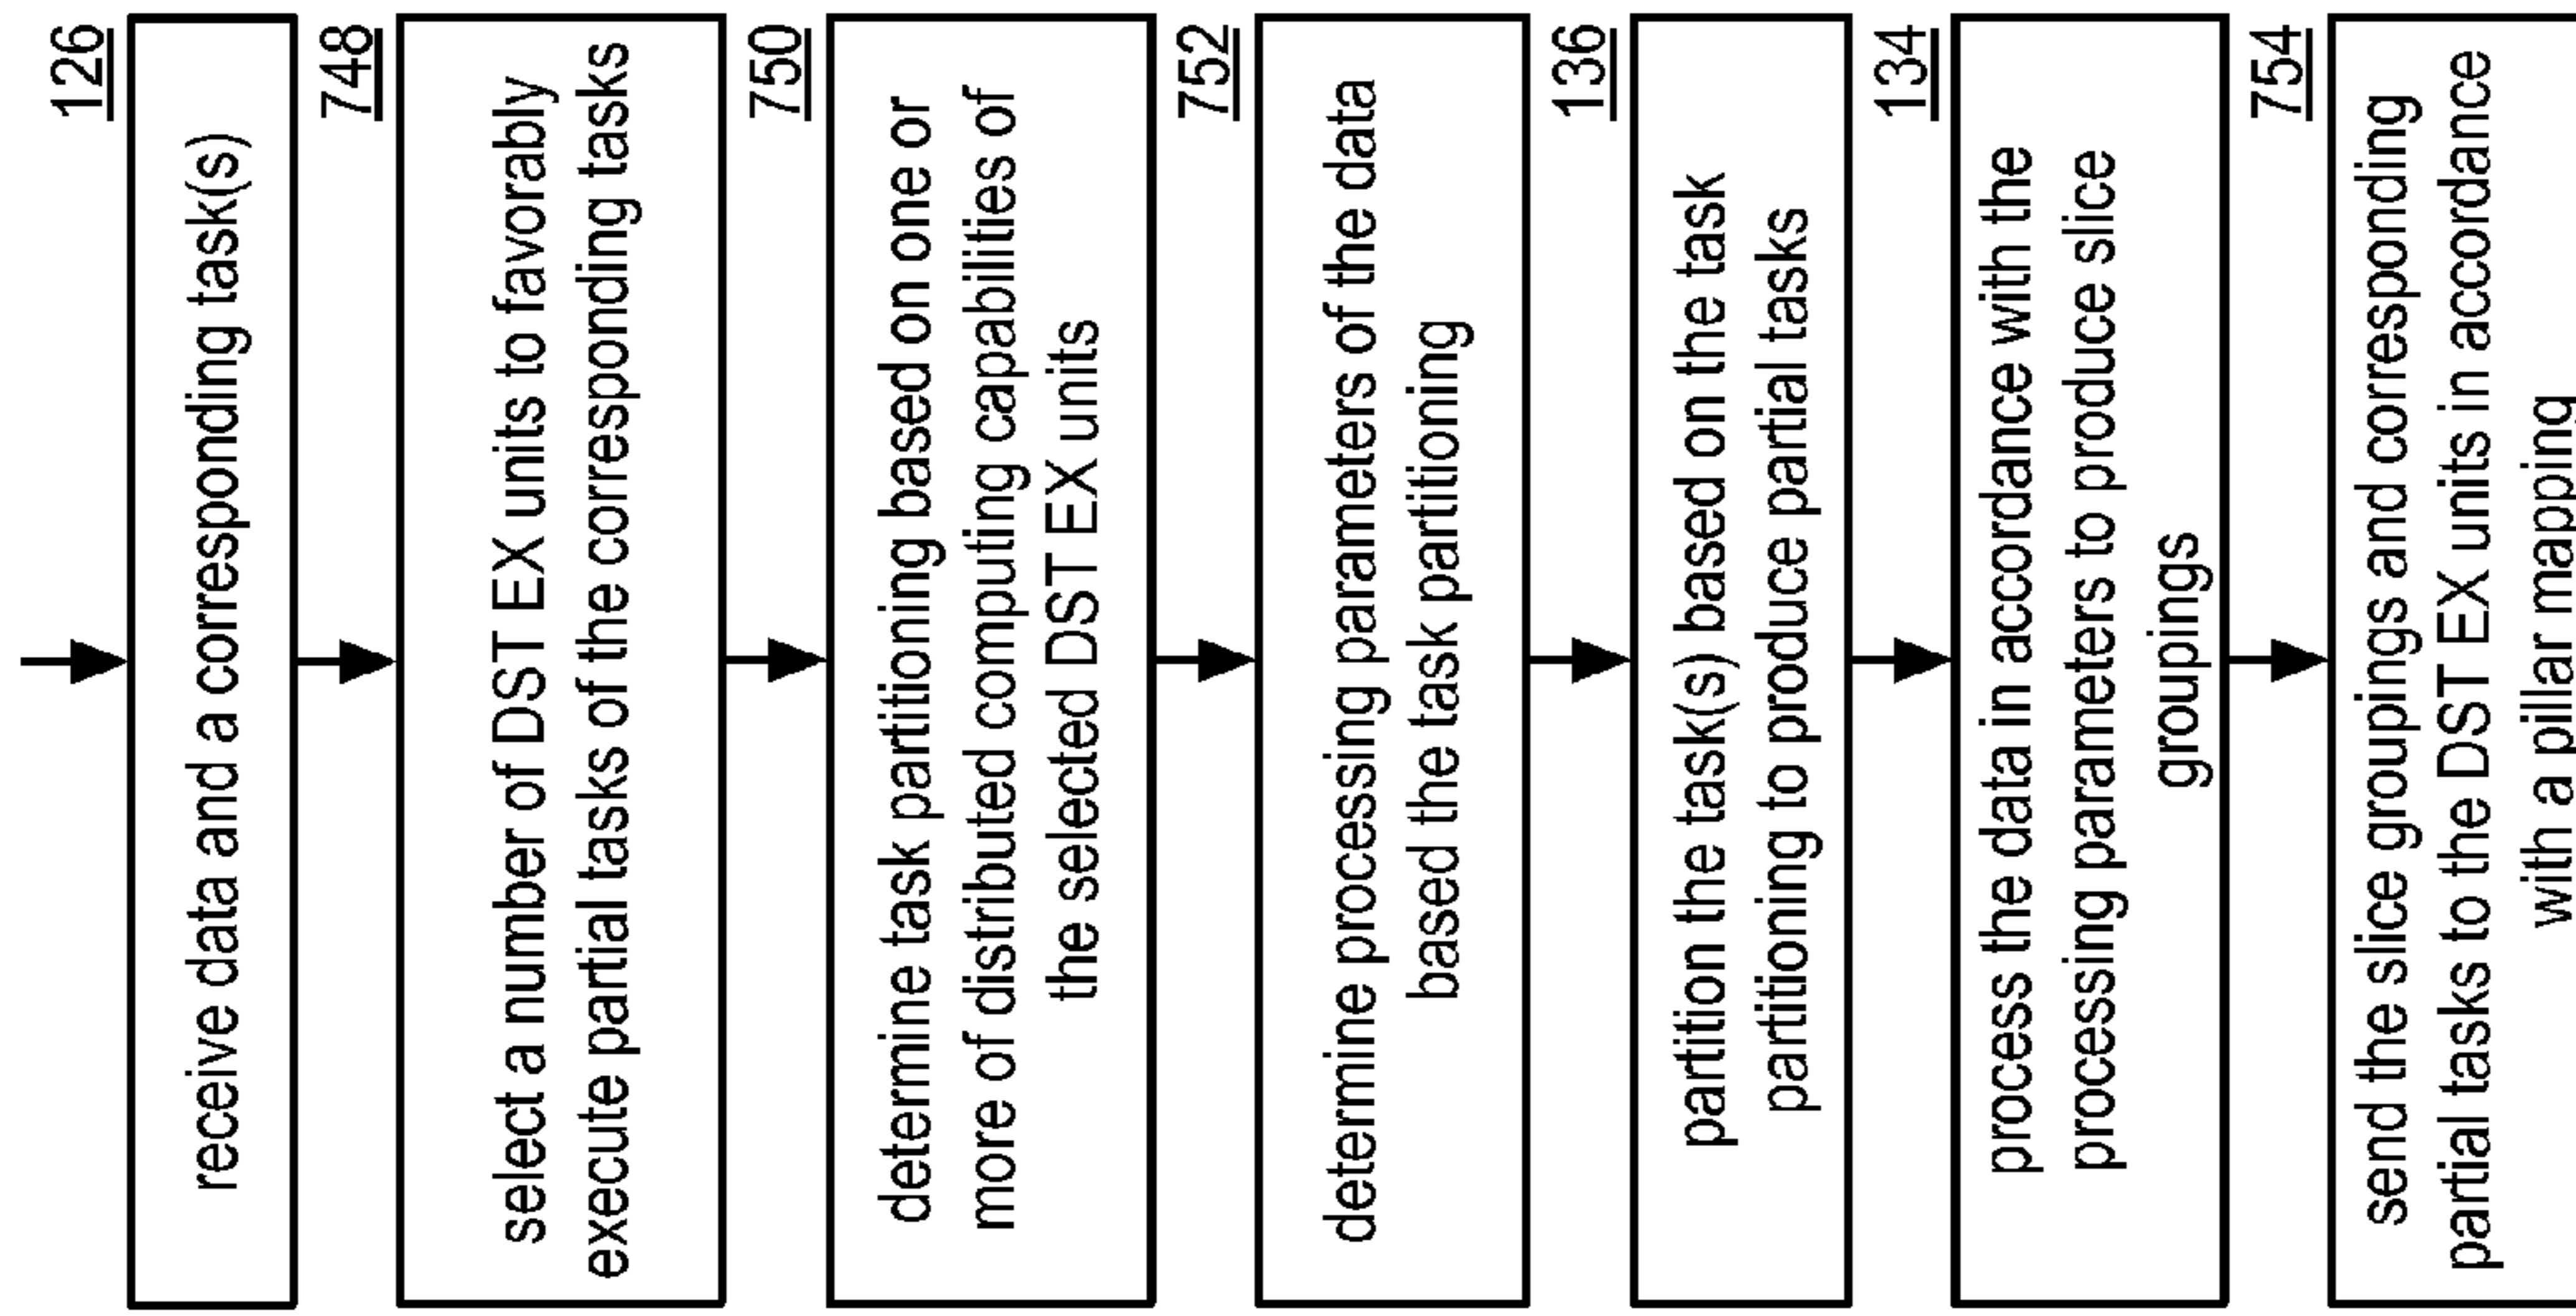 126
receive data and a corresponding task(s)
748
select a number of DST EX units to favorably
execute partial tasks of the corresponding tasks
750
determine task partitioning based on one or
more of distributed computing capabilities of
the selected DST EX units
752
determine processing parameters of the data
based the task partitioning
136
partition the task(s) based on the task
partitioning to produce partial tasks
134
process the data in accordance with the
processing parameters to produce slice
groupings
754
send the slice groupings and corresponding
partial tasks to the DST EX units in accordance
with a pillar mapping